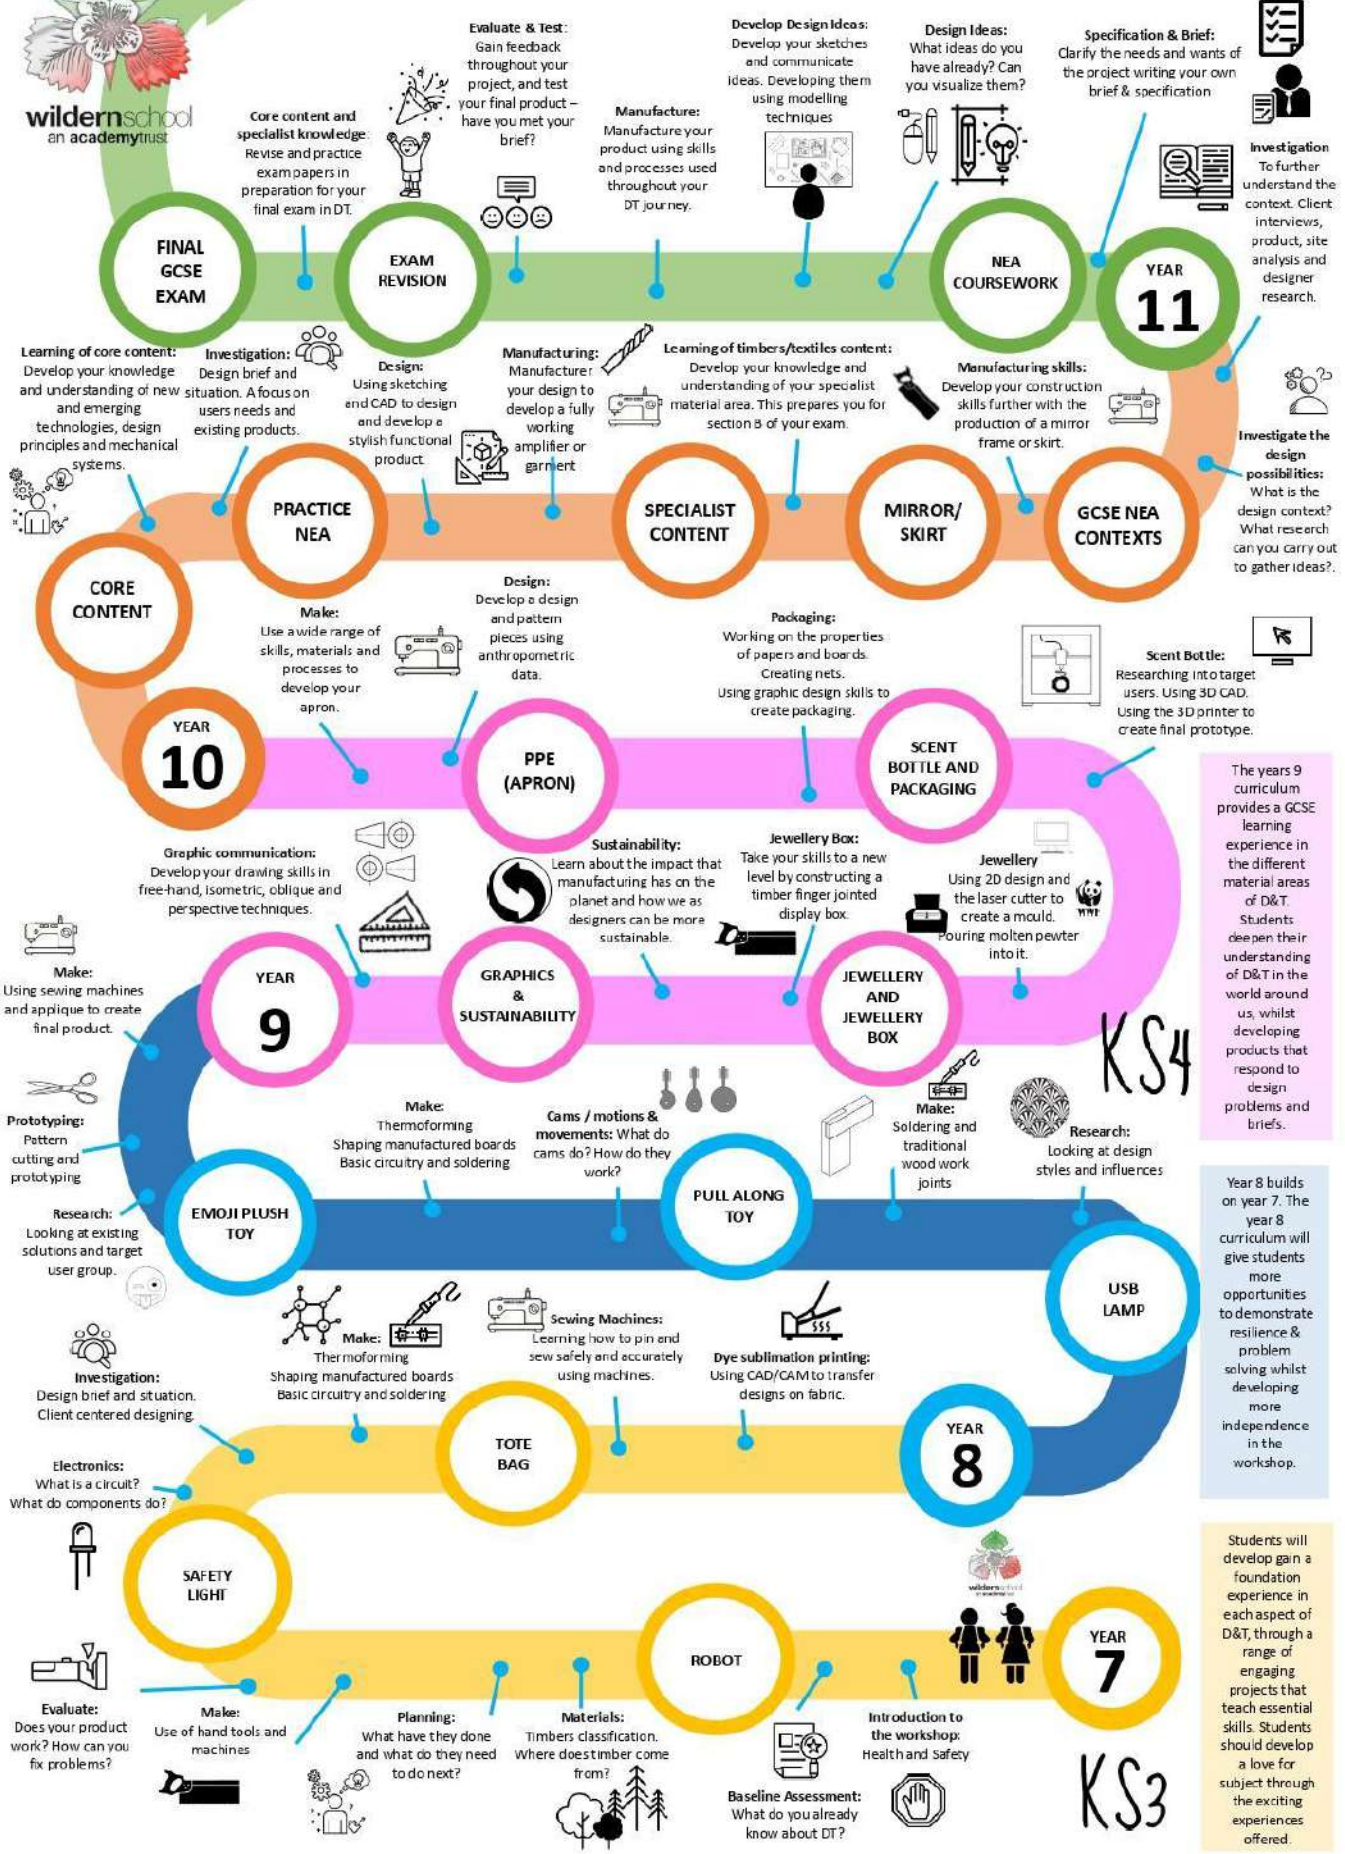 wildernschool
an academytrust
Evaluate & Test:
Gain feedback
throughout your
project, and test
your final product –
have you met your
brief?
Develop Design Ideas:
Develop your sketches
and communicate
ideas. Developing them
using modelling
techniques
Design Ideas:
What ideas do you
have already? Can
you visualize them?
Specification & Brief:
Clarify the needs and wants of
the project writing your own
brief & specification
Core content and
specialist knowledge:
Revise and practice
exam papers in
preparation for your
final exam in DT.
Manufacture:
Manufacture your
product using skills
and processes used
throughout your
DT journey.
Investigation
To further
understand the
context. Client
interviews,
product, site
analysis and
designer
research.
FINAL
GCSE
EXAM
EXAM
REVISION
NEA
COURSEWORK
YEAR
11
Learning of core content:
Develop your knowledge
and understanding of new
and emerging
technologies, design
principles and mechanical
systems.
Investigation:
Design brief and
situation. A focus on
users needs and
existing products.
Design:
Using sketching
and CAD to design
and develop a
stylish functional
product.
Manufacturing:
Manufacturer
your design to
develop a fully
working
amplifier or
garment
Learning of timbers/textiles content:
Develop your knowledge and
understanding of your specialist
material area. This prepares you for
section B of your exam.
Manufacturing skills:
Develop your construction
skills further with the
production of a mirror
frame or skirt.
Investigate the
design
possibilities:
What is the
design context?
What research
can you carry out
to gather ideas?.
CORE
CONTENT
PRACTICE
NEA
SPECIALIST
CONTENT
MIRROR/
SKIRT
GCSE NEA
CONTEXTS
Make:
Use a wide range of
skills, materials and
processes to
develop your
apron.
Design:
Develop a design
and pattern
pieces using
anthropometric
data.
Packaging:
Working on the properties
of papers and boards.
Creating nets.
Using graphic design skills to
create packaging.
Scent Bottle:
Researching into target
users. Using 3D CAD.
Using the 3D printer to
create final prototype.
YEAR
10
PPE
(APRON)
SCENT
BOTTLE AND
PACKAGING
The years 9
curriculum
provides a GCSE
learning
experience in
the different
material areas
of D&T.
Students
deepen their
understanding
of D&T in the
world around
us, whilst
developing
products that
respond to
design
problems and
briefs.
Graphic communication:
Develop your drawing skills in
free-hand, isometric, oblique and
perspective techniques.
Sustainability:
Learn about the impact that
manufacturing has on the
planet and how we as
designers can be more
sustainable.
Jewellery Box:
Take your skills to a new
level by constructing a
timber finger jointed
display box.
Jewellery
Using 2D design and
the laser cutter to
create a mould.
Pouring molten pewter
into it.
YEAR
9
GRAPHICS
&
SUSTAINABILITY
JEWELLERY
AND
JEWELLERY
BOX
KS4
Make:
Using sewing machines
and applique to create
final product.
Prototyping:
Pattern
cutting and
prototyping
Research:
Looking at existing
solutions and target
user group.
Make:
Thermoforming
Shaping manufactured boards
Basic circuitry and soldering
Cams / motions &
movements: What do
cams do? How do they
work?
Make:
Soldering and
traditional
wood work
joints
Research:
Looking at design
styles and influences
EMOJI PLUSH
TOY
PULL ALONG
TOY
USB
LAMP
Year 8 builds
on year 7. The
year 8
curriculum will
give students
more
opportunities
to demonstrate
resilience &
problem
solving whilst
developing
more
independence
in the
workshop.
Investigation:
Design brief and situation.
Client centered designing.
Make:
Thermoforming
Shaping manufactured boards
Basic circuitry and soldering
Sewing Machines:
Learning how to pin and
sew safely and accurately
using machines.
Dye sublimation printing:
Using CAD/CAM to transfer
designs on fabric.
Electronics:
What is a circuit?
What do components do?
TOTE
BAG
YEAR
8
SAFETY
LIGHT
wildernschool
ROBOT
YEAR
7
Students will
develop gain a
foundation
experience in
each aspect of
D&T, through a
range of
engaging
projects that
teach essential
skills. Students
should develop
a love for
subject through
the exciting
experiences
offered.
Evaluate:
Does your product
work? How can you
fix problems?
Make:
Use of hand tools and
machines
Planning:
What have they done
and what do they need
to do next?
Materials:
Timbers classification.
Where does timber come
from?
Baseline Assessment:
What do you already
know about DT?
Introduction to
the workshop:
Health and Safety
KS3